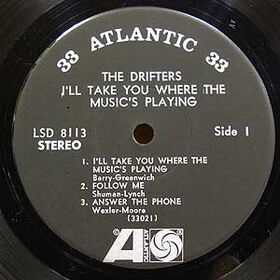 33 ATLANTIC 33
THE DRIFTERS
I'LL TAKE YOU WHERE THE
MUSIC'S PLAYING
LSD 8113
STEREO
Side 1
1. I'LL TAKE YOU WHERE THE
MUSIC'S PLAYING
Barry-Greenwich
2. FOLLOW ME
Shuman-Lynch
3. ANSWER THE PHONE
Wexler-Moore
(33021)
A
ATLANTIC